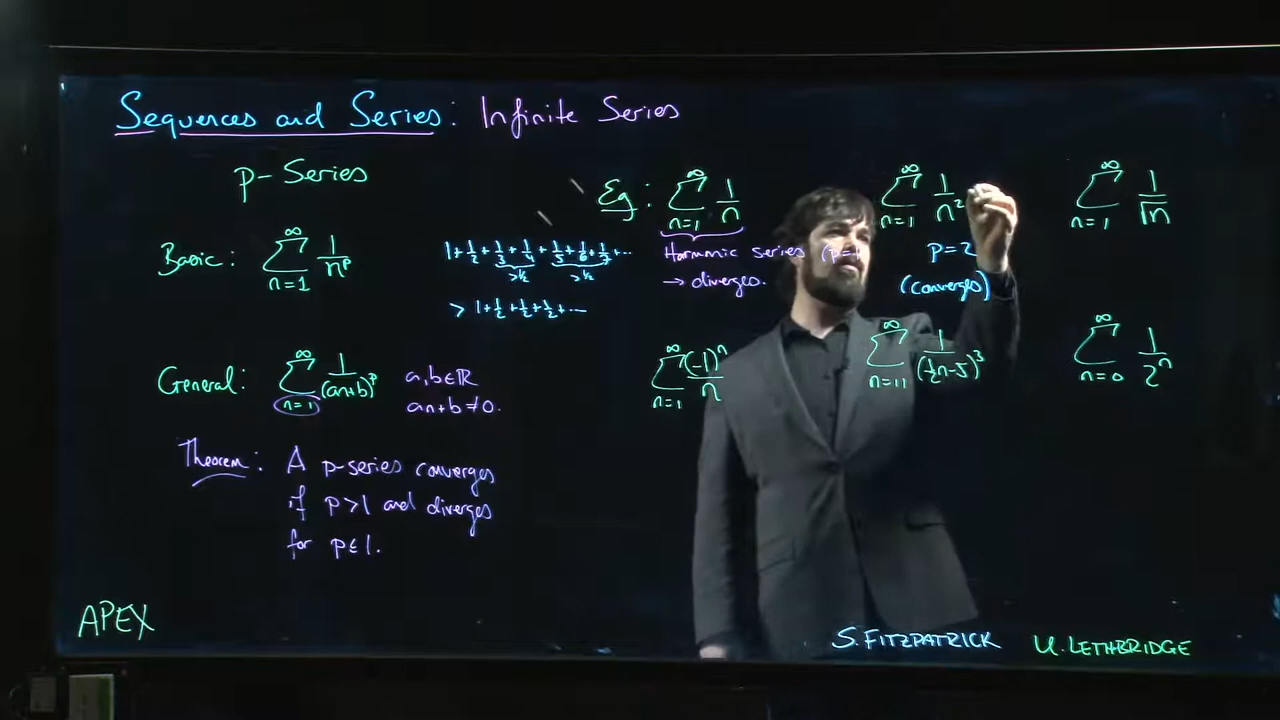 Sequences and Series: Infinite Series
p-Series
Basic: ∞ Σ n=1 1/n^p
1+1/2+1/3+1/4+1/5+1/6+1/7+...
>1/2 >1/2
> 1+1/2+1/2+1/2+...
General: ∞ Σ n=1 1/(an+b)^p a,b∈ℝ
an+b≠0.
Theorem: A p-series converges
if p>1 and diverges
for p≤1.
Eg: ∞ Σ n=1 1/n
Harmonic series (p=1
→ diverges.
∞ Σ n=1 1/n²
p=2
(converges)
∞ Σ n=1 1/√n
∞ Σ n=1 (-1)^n/n
∞ Σ n=11 1/(1/2n-5)³
∞ Σ n=0 1/2^n
APEX
S. FITZPATRICK
U. LETHBRIDGE